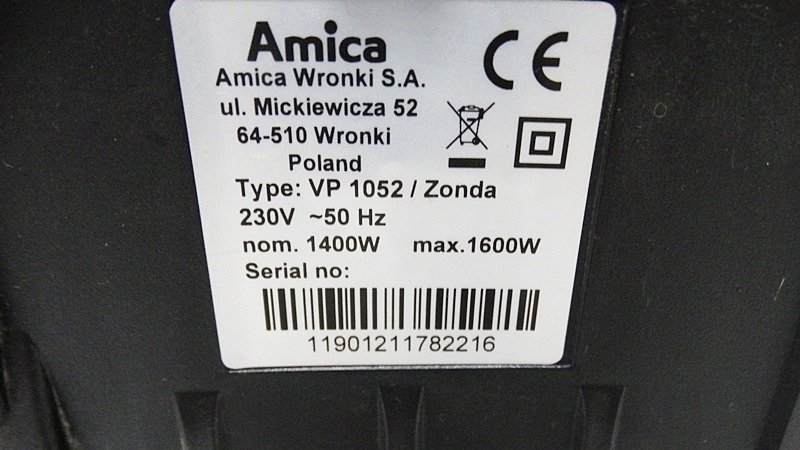 Amica
CE
Amica Wronki S.A.
ul. Mickiewicza 52
64-510 Wronki
Poland
Type: VP 1052 / Zonda
230V ~50 Hz
nom. 1400W max.1600W
Serial no:
11901211782216